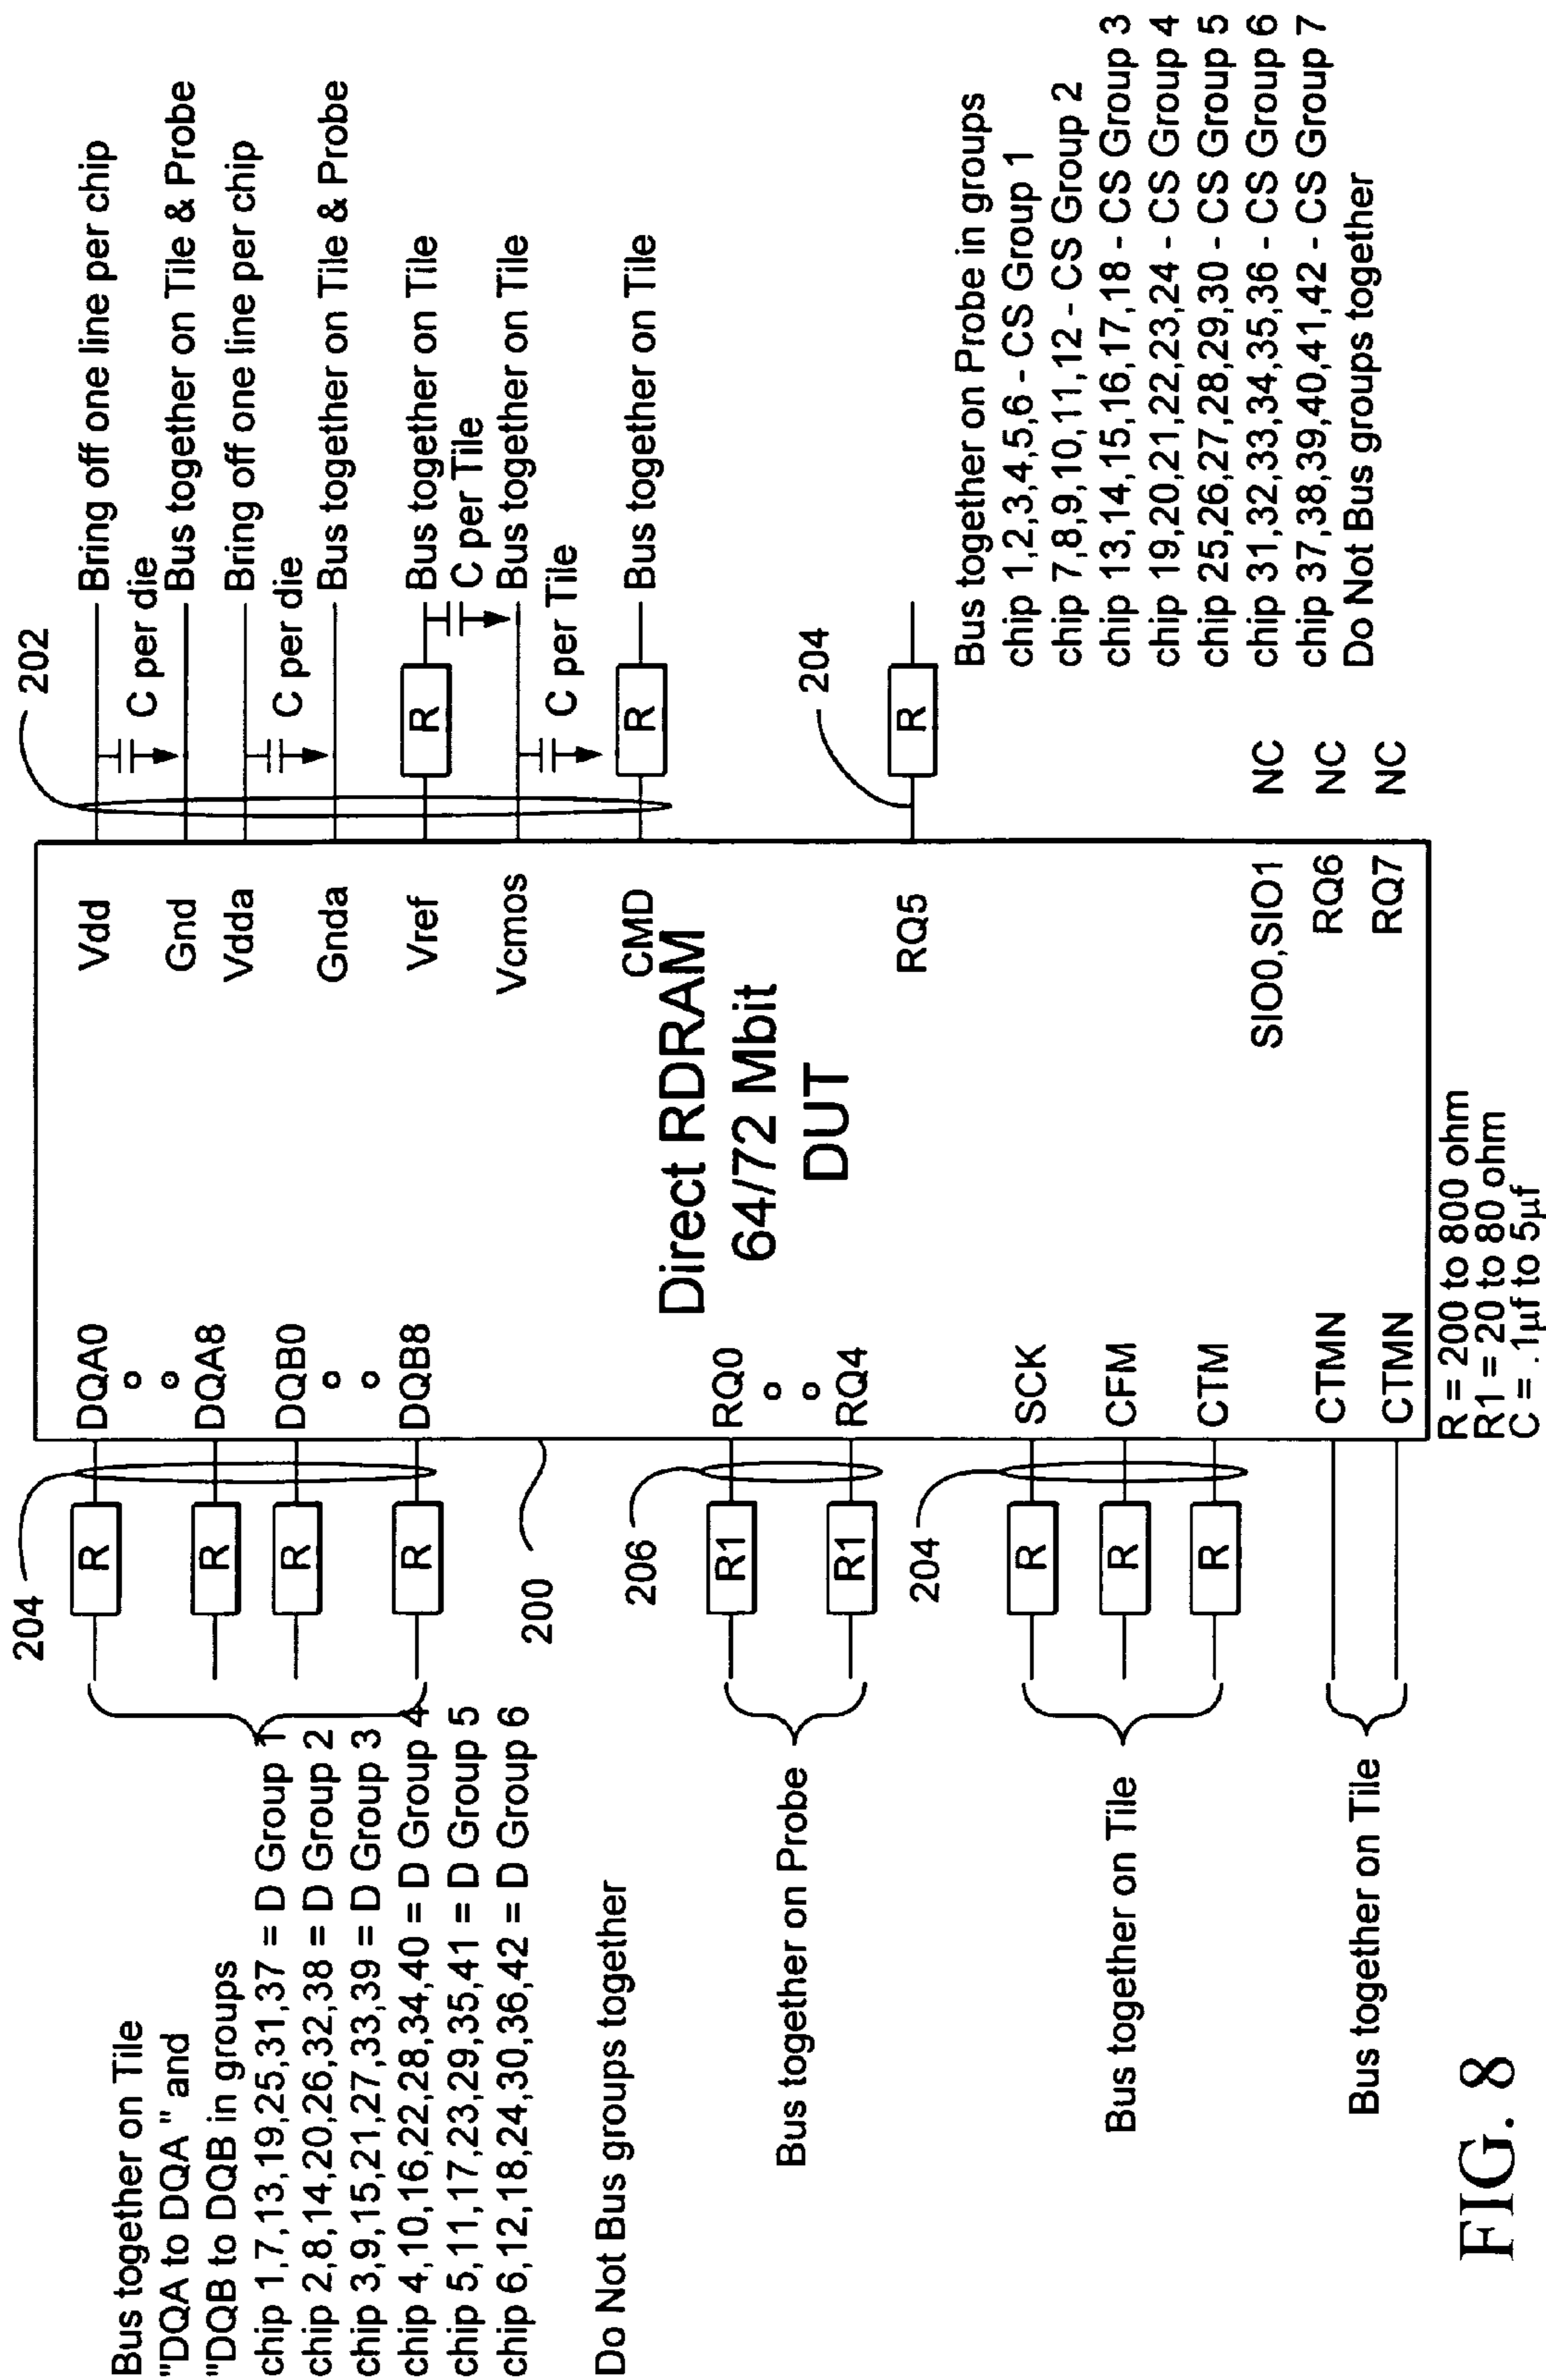 Bus together on Tile
"DQA to DQA " and
"DQB to DQB in groups
chip 1,7,13,19,25,31,37 = D Group 1
chip 2,8,14,20,26,32,38 = D Group 2
chip 3,9,15,21,27,33,39 = D Group 3
chip 4,10,16,22,28,34,40 = D Group 4
chip 5,11,17,23,29,35,41 = D Group 5
chip 6,12,18,24,30,36,42 = D Group 6
Do Not Bus groups together
Bus together on Probe
Bus together on Tile
Bus together on Tile
204
R
R
R
R
200
206
R1
R1
204
R
R
R
DQA0
DQA8
DQB0
DQB8
RQ0
RQ4
SCK
CFM
CTM
CTMN
CTMN
Direct RDRAM
64/72 Mbit
DUT
Vdd
Gnd
Vdda
Gnda
Vref
Vcmos
CMD
RQ5
SIO0,SIO1
RQ6
RQ7
202
C per die
C per die
R
C per Tile
C per Tile
R
204
R
NC
NC
NC
Bring off one line per chip
Bus together on Tile & Probe
Bring off one line per chip
Bus together on Tile & Probe
Bus together on Tile
Bus together on Tile
Bus together on Tile
Bus together on Probe in groups
chip 1,2,3,4,5,6 - CS Group 1
chip 7,8,9,10,11,12 - CS Group 2
chip 13,14,15,16,17,18 - CS Group 3
chip 19,20,21,22,23,24 - CS Group 4
chip 25,26,27,28,29,30 - CS Group 5
chip 31,32,33,34,35,36 - CS Group 6
chip 37,38,39,40,41,42 - CS Group 7
Do Not Bus groups together
R = 200 to 800 ohm
R1 = 20 to 80 ohm
C = .1µf to 5µf
FIG. 8